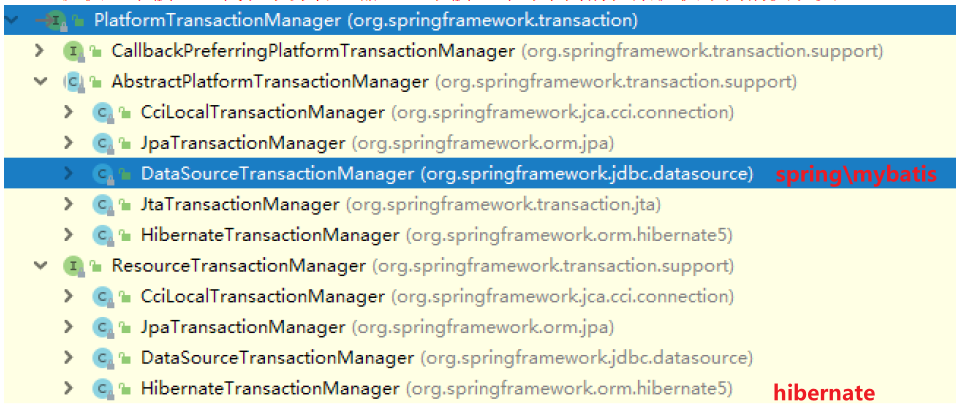 PlatformTransactionManager (org.springframework.transaction)
CallbackPreferringPlatformTransactionManager (org.springframework.transaction.support)
AbstractPlatformTransactionManager (org.springframework.transaction.support)
CciLocalTransactionManager (org.springframework.jca.cci.connection)
JpaTransactionManager (org.springframework.orm.jpa)
DataSourceTransactionManager (org.springframework.jdbc.datasource) spring\mybatis
JtaTransactionManager (org.springframework.transaction.jta)
HibernateTransactionManager (org.springframework.orm.hibernate5)
ResourceTransactionManager (org.springframework.transaction.support)
CciLocalTransactionManager (org.springframework.jca.cci.connection)
JpaTransactionManager (org.springframework.orm.jpa)
DataSourceTransactionManager (org.springframework.jdbc.datasource)
HibernateTransactionManager (org.springframework.orm.hibernate5) hibernate